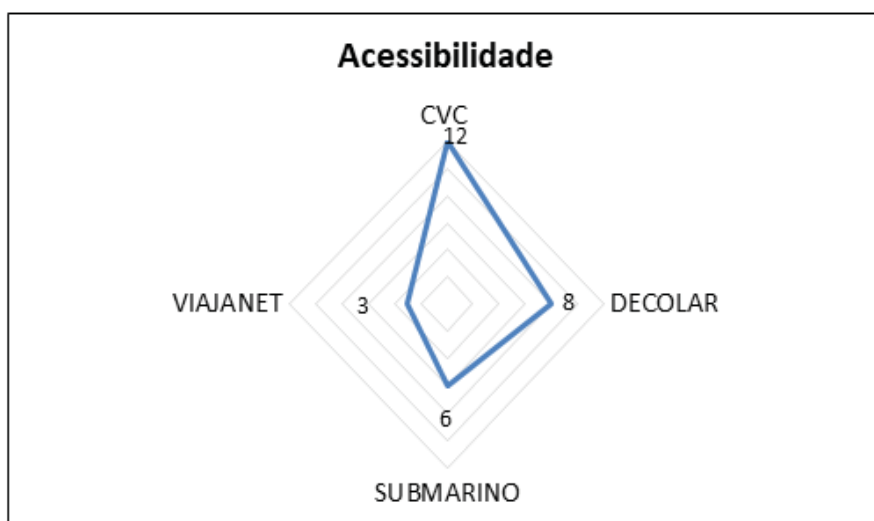 Acessibilidade
CVC
12
VIAJANET
3
8
DECOLAR
6
SUBMARINO